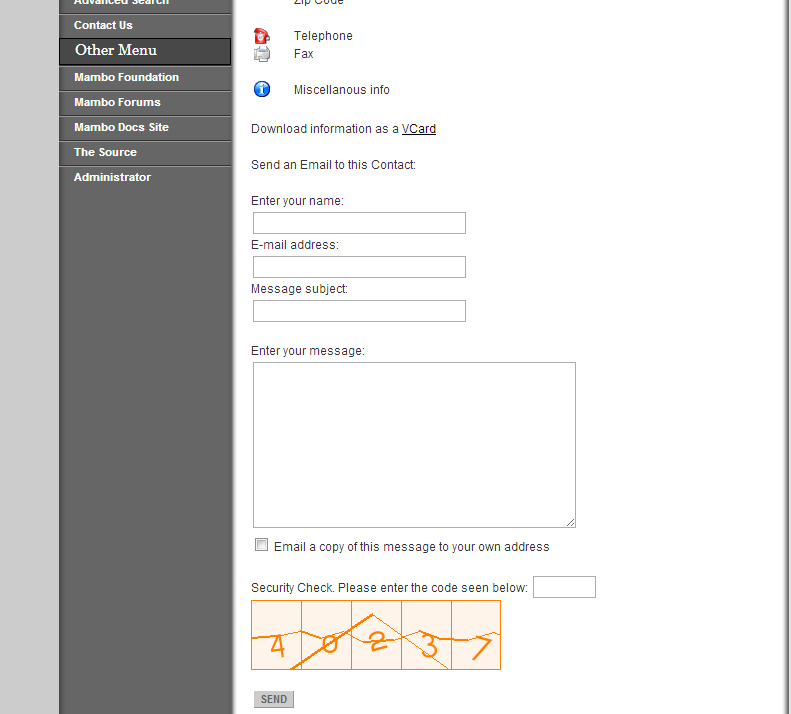 Advanced Search
Contact Us
Other Menu
Mambo Foundation
Mambo Forums
Mambo Docs Site
The Source
Administrator
Zip Code
Telephone
Fax
Miscellanous info
Download information as a VCard
Send an Email to this Contact:
Enter your name:
E-mail address:
Message subject:
Enter your message:
Email a copy of this message to your own address
Security Check. Please enter the code seen below:
4 0 2 3 7
SEND